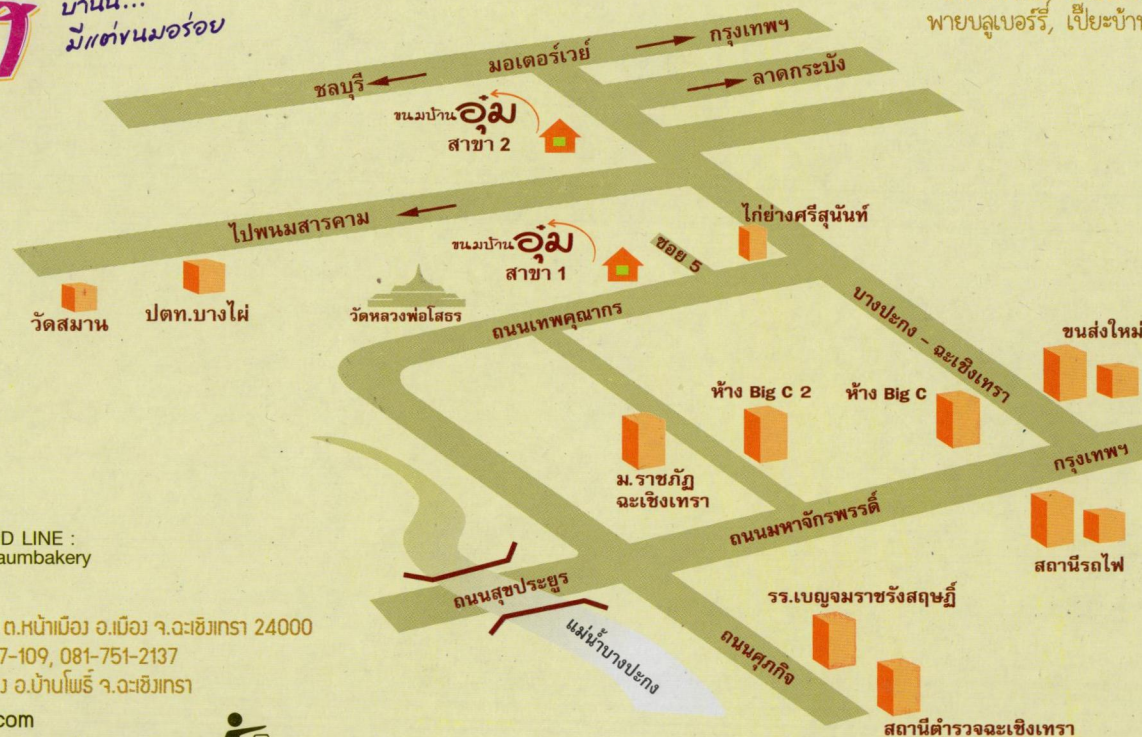 บ้านนี้...
มีแต่ขนมอร่อย
พายบลูเบอร์รี่, เปี๊ยะบ้าน
กรุงเทพฯ
มอเตอร์เวย์
ชลบุรี
ลาดกระบัง
ขนมบ้านอุ๋ม
สาขา 2
ไปพนมสารคาม
ขนมบ้านอุ๋ม
สาขา 1
ซอย 5
ไก่ย่างศรีสุนันท์
วัดสมาน
ปตท.บางไผ่
วัดหลวงพ่อโสธร
ถนนเทพคุณากร
บางปะกง - ฉะเชิงเทรา
ขนส่งใหม่
ห้าง Big C 2
ห้าง Big C
ม.ราชภัฏ
ฉะเชิงเทรา
กรุงเทพฯ
ถนนมหาจักรพรรดิ์
สถานีรถไฟ
ID LINE :
aumbakery
ถนนสุขประยูร
รร.เบญจมราชรังสฤษฎิ์
แม่น้ำบางปะกง
ถนนศุภกิจ
สถานีตำรวจฉะเชิงเทรา
ต.หน้าเมือง อ.เมือง จ.ฉะเชิงเทรา 24000
7-109, 081-751-2137
อ.บ้านโพธิ์ จ.ฉะเชิงเทรา
com